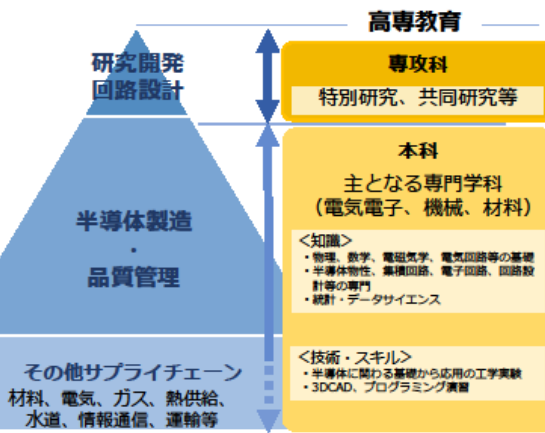 高専教育
研究開発
回路設計
専攻科
特別研究、共同研究等
本科
主となる専門学科
（電気電子、機械、材料）
半導体製造
・
品質管理
＜知識＞
・物理、数学、電磁気学、電気回路等の基礎
・半導体物性、集積回路、電子回路、回路設
計等の専門
・統計・データサイエンス
その他サプライチェーン
材料、電気、ガス、熱供給、
水道、情報通信、運輸等
＜技術・スキル＞
・半導体に関わる基礎から応用の工学実験
・3DCAD、プログラミング演習